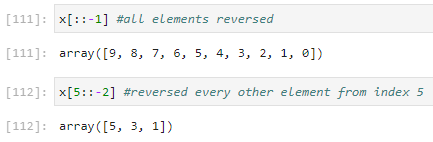 [111]: x[::-1] #all elements reversed
[111]: array([9, 8, 7, 6, 5, 4, 3, 2, 1, 0])
[112]: x[5::-2] #reversed every other element from index 5
[112]: array([5, 3, 1])